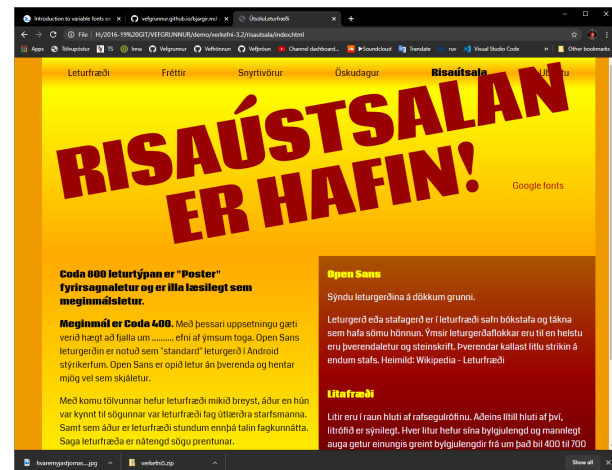 Introduction to variable fonts o
vefgrunnur.github.io/bjargir.md
ÚtsöluLeturfræði
File | H:/2016-19%20GIT/VEFGRUNNUR/demo/verkefni-3.2/risautsala/index.html
Apps Tölvupóstur TS Inna Vefgrunnur Vefhönnun Vefþróun Channel dashboard... Soundcloud Translate ruv Visual Studio Code » Other bookmarks
Leturfræði Fréttir Snyrtivörur Öskudagur Risaútsala
RISAÚSTSALAN
ER HAFIN!
Google fonts
Coda 800 leturtýpan er "Poster"
fyrirsagnaletur og er illa læsilegt sem
meginmálsletur.
Meginmál er Coda 400. Með þessari uppsetningu gæti
verið hægt að fjalla um .......... efni af ýmsum toga. Open Sans
leturgerðin er notuð sem "standard" leturgerð í Android
stýrikerfum. Open Sans er opið letur án þverenda og hentar
mjög vel sem skjáletur.
Með komu tölvunnar hefur leturfræði mikið breyst, áður en hún
var kynnt til sögunnar var leturfræði fag útlærðra starfsmanna.
Samt sem áður er leturfræði stundum ennþá talin fagkunnátta.
Saga leturfræða er nátengd sögu prentunar.
Open Sans
Sýndu leturgerðina á dökkum grunni.
Leturgerð eða stafagerð er í leturfræði safn bókstafa og tákna
sem hafa sömu hönnun. Ýmsir leturgerðaflokkar eru til en helstu
eru þverendaletur og steinskrift. Þverendar kallast litlu strikin á
endum stafs. Heimild: Wikipedia - Leturfræði
Litafræði
Litir eru í raun hluti af rafsegulrófinu. Aðeins lítill hluti af því,
litrófið er sýnilegt. Hver litur hefur sína bylgjulengd og mannlegt
auga getur einungis greint bylgjulengdir frá um það bil 400 til 700
hvaremyjastjornas....jpg
verkefni5.zip
Show all